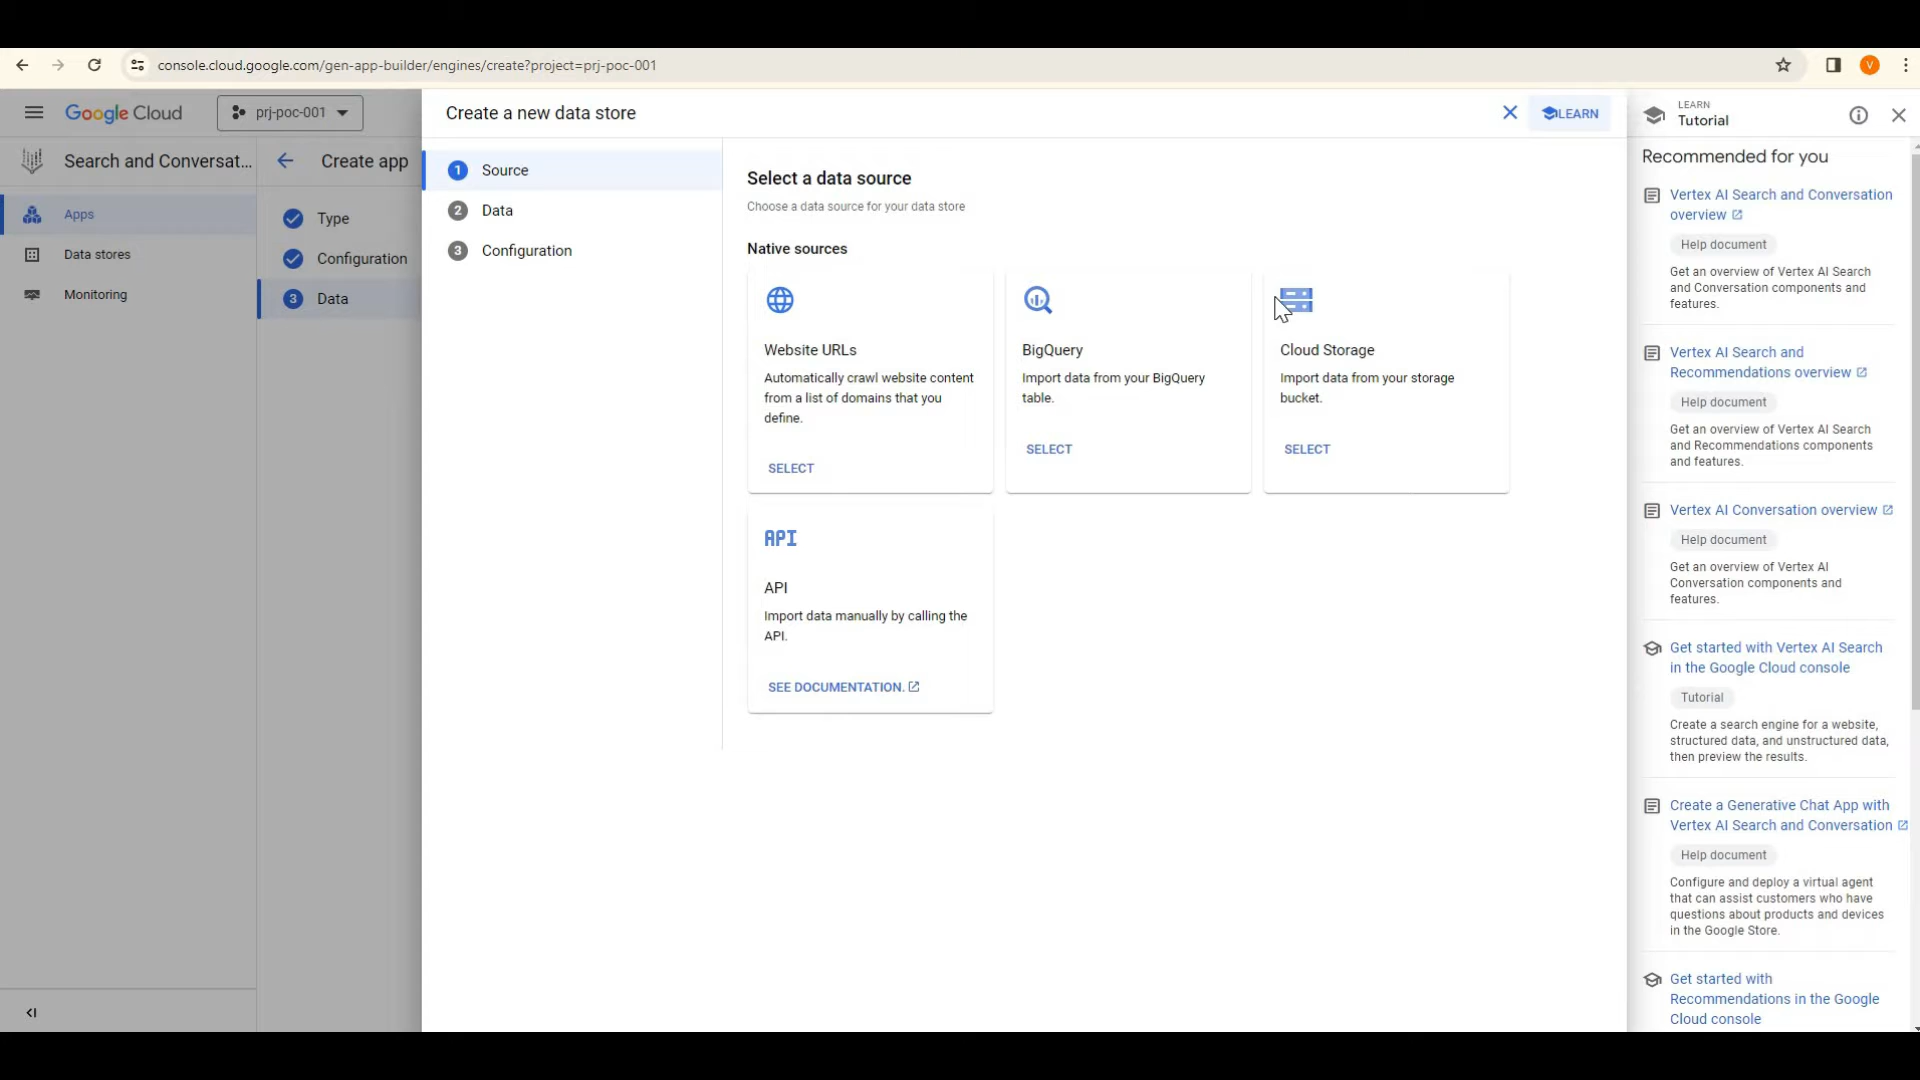 console.cloud.google.com/gen-app-builder/engines/create?project=prj-poc-001
V
Google Cloud
prj-poc-001
Search and Conversat...
Apps
Data stores
Monitoring
Create app
Type
Configuration
3 Data
Create a new data store
LEARN
1 Source
2 Data
3 Configuration
Select a data source
Choose a data source for your data store
Native sources
Website URLs
Automatically crawl website content
from a list of domains that you
define.
SELECT
BigQuery
Import data from your BigQuery
table.
SELECT
Cloud Storage
Import data from your storage
bucket.
SELECT
API
API
Import data manually by calling the
API.
SEE DOCUMENTATION.
LEARN
Tutorial
Recommended for you
Vertex AI Search and Conversation
overview
Help document
Get an overview of Vertex AI Search
and Conversation components and
features.
Vertex AI Search and
Recommendations overview
Help document
Get an overview of Vertex AI Search
and Recommendations components
and features.
Vertex AI Conversation overview
Help document
Get an overview of Vertex AI
Conversation components and
features.
Get started with Vertex AI Search
in the Google Cloud console
Tutorial
Create a search engine for a website,
structured data, and unstructured data,
then preview the results.
Create a Generative Chat App with
Vertex AI Search and Conversation
Help document
Configure and deploy a virtual agent
that can assist customers who have
questions about products and devices
in the Google Store.
Get started with
Recommendations in the Google
Cloud console